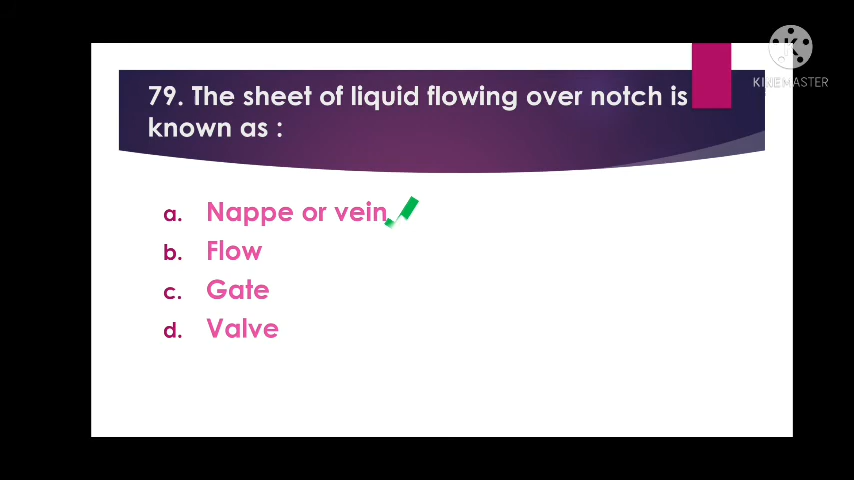 KINEMASTER
79. The sheet of liquid flowing over notch is
known as :
a. Nappe or vein
b. Flow
c. Gate
d. Valve